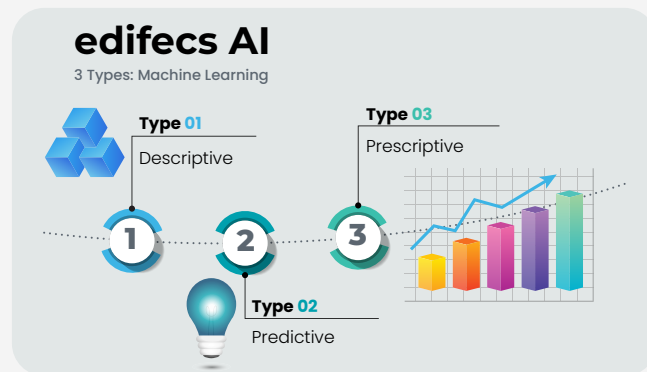 edifecs AI
3 Types: Machine Learning
Type 01
Descriptive
1
Type 02
Predictive
2
Type 03
Prescriptive
3